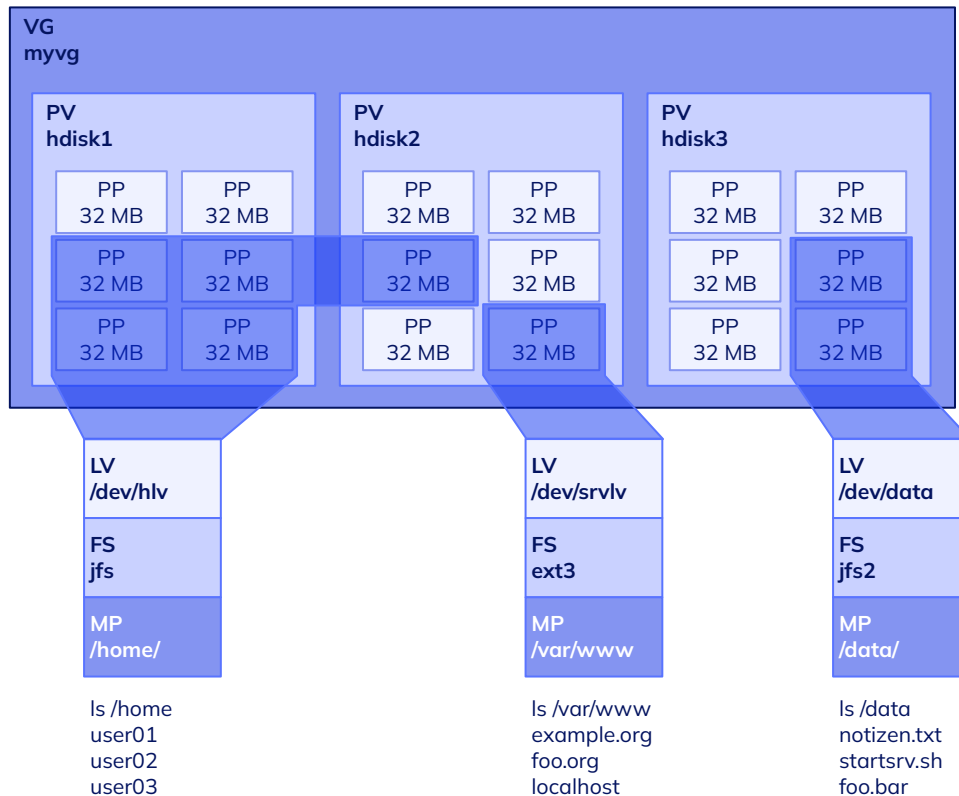 VG
myvg
PV
hdisk1
PP
32 MB
PP
32 MB
PP
32 MB
PP
32 MB
PP
32 MB
PP
32 MB
PV
hdisk2
PP
32 MB
PP
32 MB
PP
32 MB
PP
32 MB
PP
32 MB
PP
32 MB
PV
hdisk3
PP
32 MB
PP
32 MB
PP
32 MB
PP
32 MB
PP
32 MB
PP
32 MB
LV
/dev/hlv
FS
jfs
MP
/home/
ls /home
user01
user02
user03
LV
/dev/srvlv
FS
ext3
MP
/var/www
ls /var/www
example.org
foo.org
localhost
LV
/dev/data
FS
jfs2
MP
/data/
ls /data
notizen.txt
startsrv.sh
foo.bar